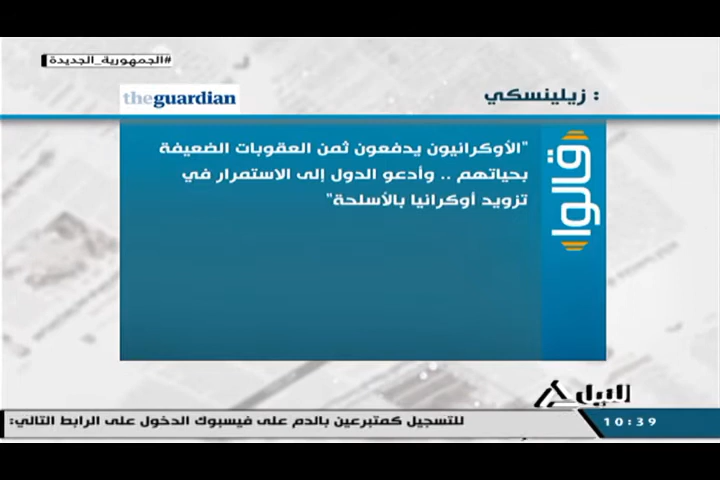 #الجمهورية_الجديدة
زيلينسكي :
theguardian
"الأوكرانيون يدفعون ثمن العقوبات الضعيفة
بحياتهم .. وأدعو الدول إلى الاستمرار في
تزويد أوكرانيا بالأسلحة"
قالوا
النيل
للتسجيل كمتبرعين بالدم على فيسبوك الدخول على الرابط التالي:
10:39